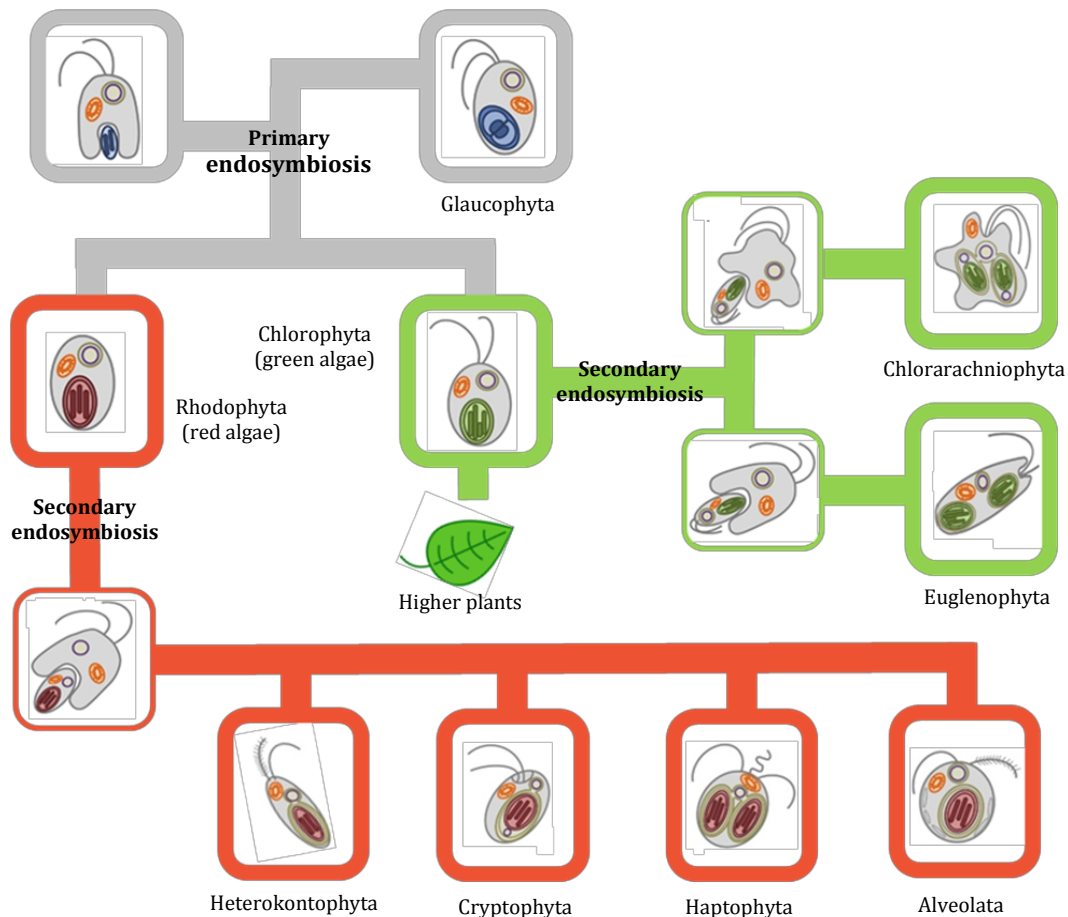 Primary
endosymbiosis
Glaucophyta
Chlorophyta
(green algae)
Rhodophyta
(red algae)
Secondary
endosymbiosis
Chlorarachniophyta
Secondary
endosymbiosis
Higher plants
Euglenophyta
Heterokontophyta
Cryptophyta
Haptophyta
Alveolata